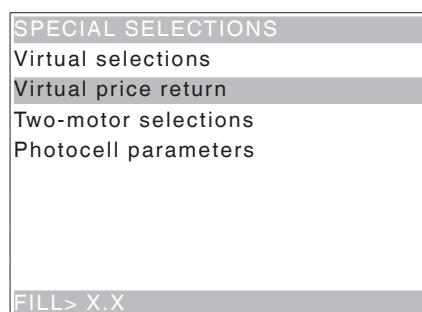 SPECIAL SELECTIONS
Virtual selections
Virtual price return
Two-motor selections
Photocell parameters
FILL> X.X